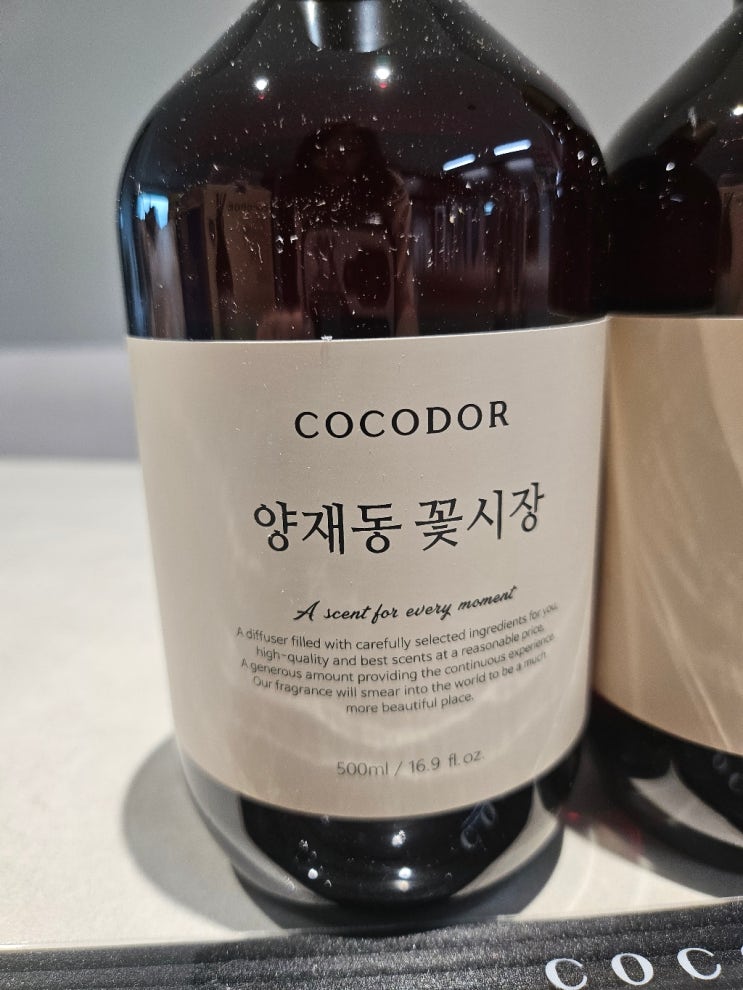 COCODOR
양재동 꽃시장
A scent for every moment
A diffuser filled with carefully selected ingredients for you,
high-quality and best scents at a reasonable price.
A generous amount providing the continuous experience.
Our fragrance will smear into the world to be a much
more beautiful place.
500ml / 16.9 fl.oz.
COCO